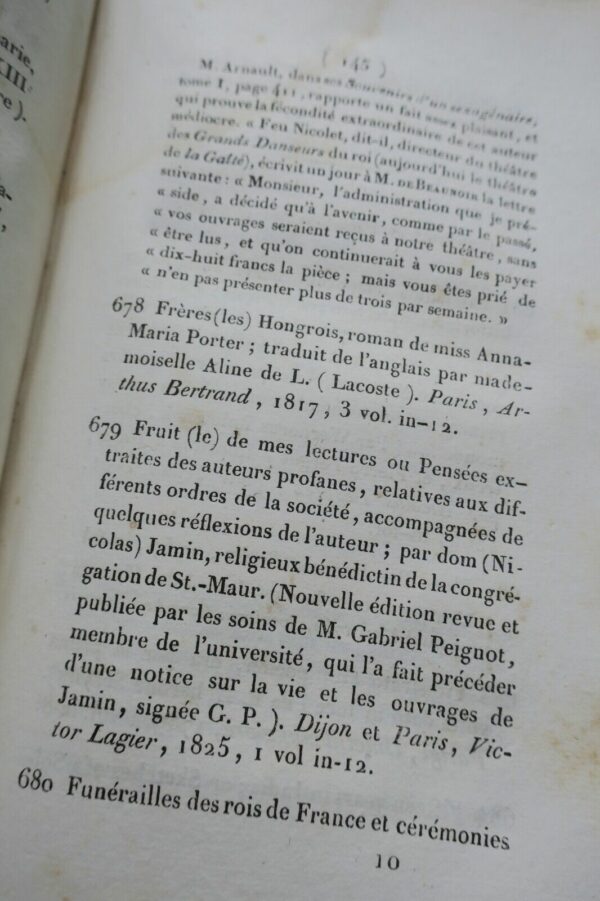 arie,
XIII:
re ).
( 145 )
M. Arnault, dans ses Souvenirs d'un sexagénaire,
tome I, page 411, rapporte un fait assez plaisant, et
qui prouve la fécondité extraordinaire de cet auteur
médiocre. « Feu Nicolet, dit-il, directeur du théâtre
des Grands Danseurs du roi (aujourd'hui le théâtre
de la Gaîté), écrivit un jour à M. DE BEAUNOIR la lettre
suivante : « Monsieur, l'administration que je pré-
« side, a décidé qu'à l'avenir, comme par le passé,
« vos ouvrages seraient reçus à notre théâtre, sans
« être lus, et qu'on continuerait à vous les payer
« dix-huit francs la pièce ; mais vous êtes prié de
« n'en pas présenter plus de trois par semaine. »
678 Frères (les) Hongrois, roman de miss Anna-
Maria Porter ; traduit de l'anglais par made-
moiselle Aline de L. ( Lacoste ). Paris, Ar-
thus Bertrand, 1817, 3 vol. in-12.
679 Fruit (le) de mes lectures ou Pensées ex-
traites des auteurs profanes, relatives aux dif-
férents ordres de la société, accompagnées de
quelques réflexions de l'auteur ; par dom (Ni-
colas) Jamin, religieux bénédictin de la congré-
gation de St.-Maur. (Nouvelle édition revue et
publiée par les soins de M. Gabriel Peignot,
membre de l'université, qui l'a fait précéder
d'une notice sur la vie et les ouvrages de
Jamin, signée G. P. ). Dijon et Paris, Vic-
tor Lagier, 1825, 1 vol in-12.
680 Funérailles des rois de France et cérémonies
10